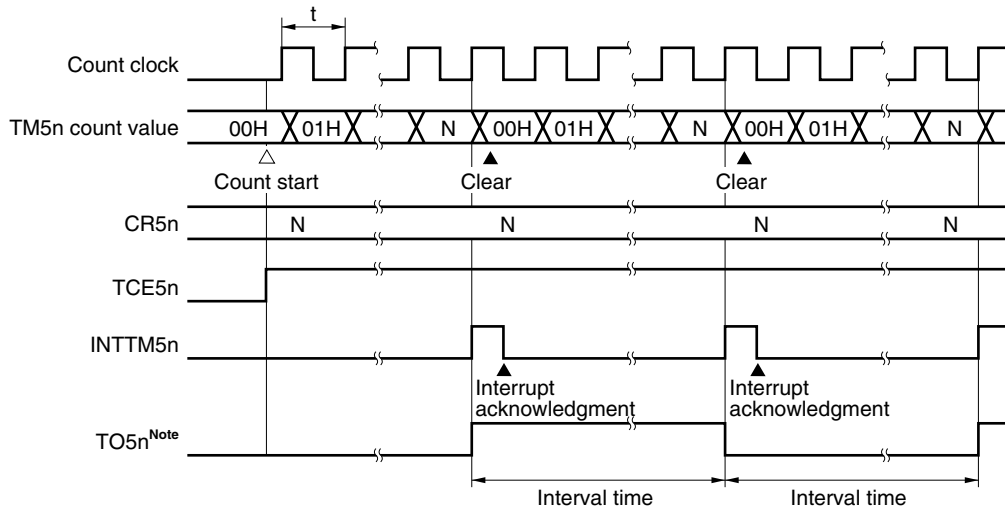 t
Count clock
TM5n count value 00H 01H N 00H 01H N 00H 01H N
Count start Clear Clear
CR5n N N N N
TCE5n
INTTM5n
Interrupt acknowledgment Interrupt acknowledgment
TO5nNote
Interval time Interval time